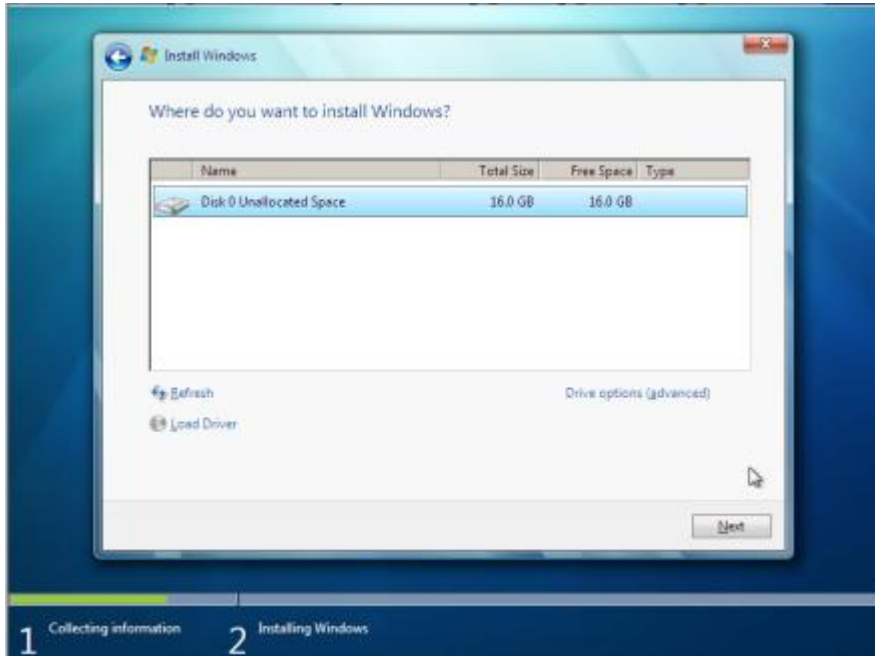 Install Windows
Where do you want to install Windows?
Name Total Size Free Space Type
Disk 0 Unallocated Space 16.0 GB 16.0 GB
Refresh Drive options (advanced)
Load Driver
Next
1 Collecting information 2 Installing Windows